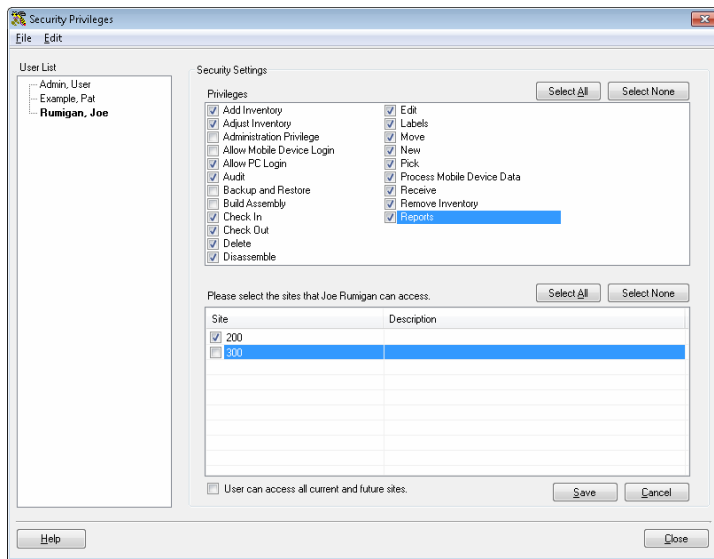 Security Privileges
File Edit
User List
Admin, User
Example, Pat
Rumigan, Joe
Security Settings
Privileges
Select All Select None
Add Inventory
Adjust Inventory
Administration Privilege
Allow Mobile Device Login
Allow PC Login
Audit
Backup and Restore
Build Assembly
Check In
Check Out
Delete
Disassemble
Edit
Labels
Move
New
Pick
Process Mobile Device Data
Receive
Remove Inventory
Reports
Please select the sites that Joe Rumigan can access.
Select All Select None
Site Description
200
300
User can access all current and future sites.
Save Cancel
Help Close